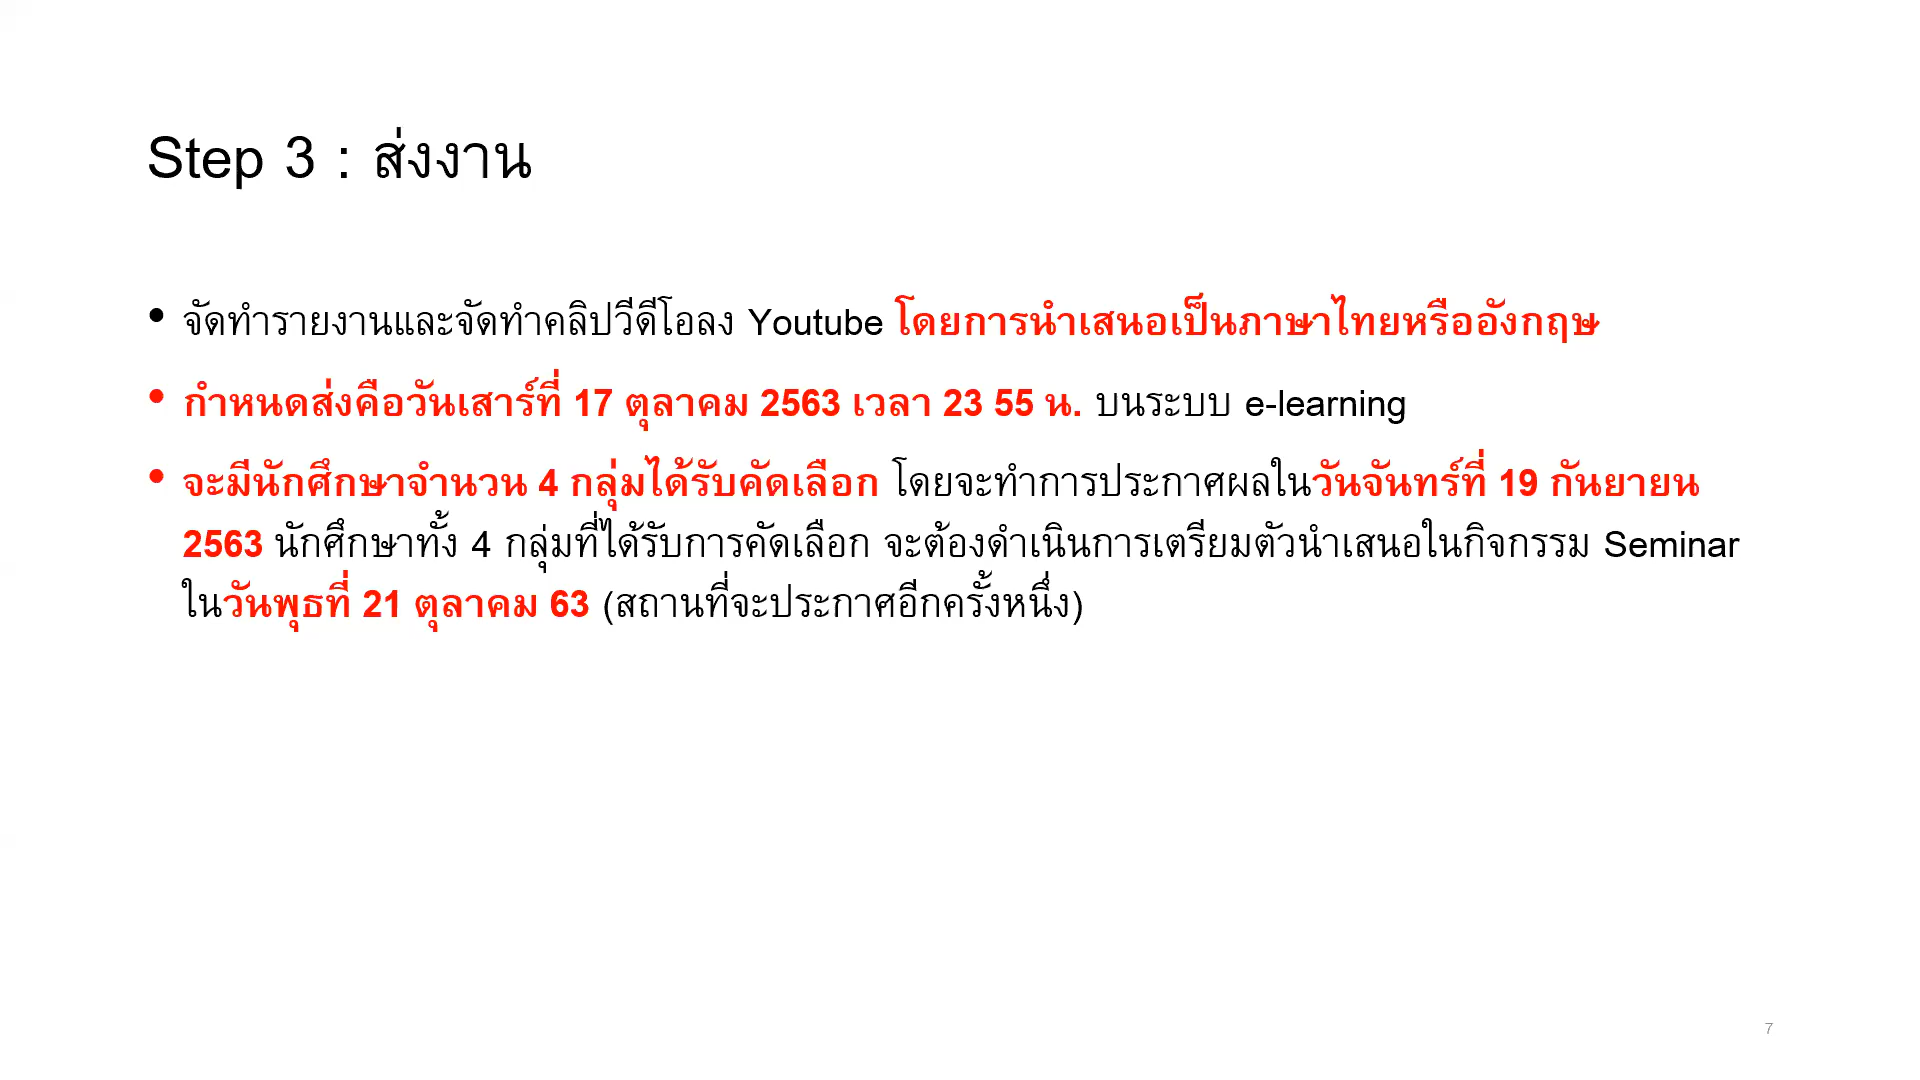 Step 3 : ส่งงาน
• จัดทำรายงานและจัดทำคลิปวีดีโอลง Youtube โดยการนำเสนอเป็นภาษาไทยหรืออังกฤษ
• กำหนดส่งคือวันเสาร์ที่ 17 ตุลาคม 2563 เวลา 23 55 น. บนระบบ e-learning
• จะมีนักศึกษาจำนวน 4 กลุ่มได้รับคัดเลือก โดยจะทำการประกาศผลในวันจันทร์ที่ 19 กันยายน
2563 นักศึกษาทั้ง 4 กลุ่มที่ได้รับการคัดเลือก จะต้องดำเนินการเตรียมตัวนำเสนอในกิจกรรม Seminar
ในวันพุธที่ 21 ตุลาคม 63 (สถานที่จะประกาศอีกครั้งหนึ่ง)
7